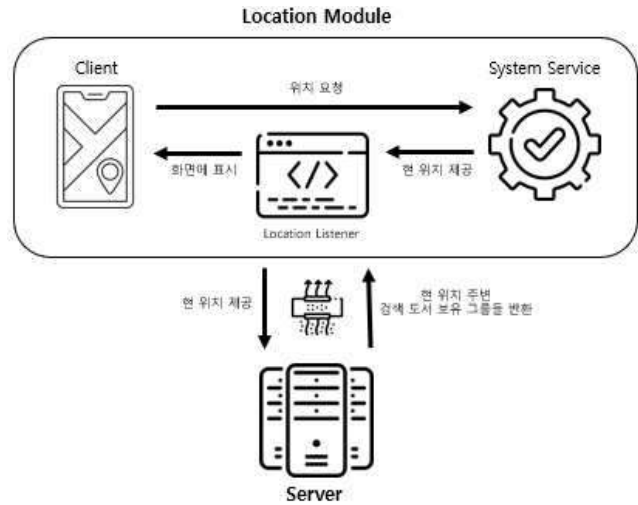 Location Module
Client
System Service
위치 요청
화면에 표시
현 위치 제공
Location Listener
현 위치 제공
현 위치 주변
검색 도서 보유 그룹들 반환
Server